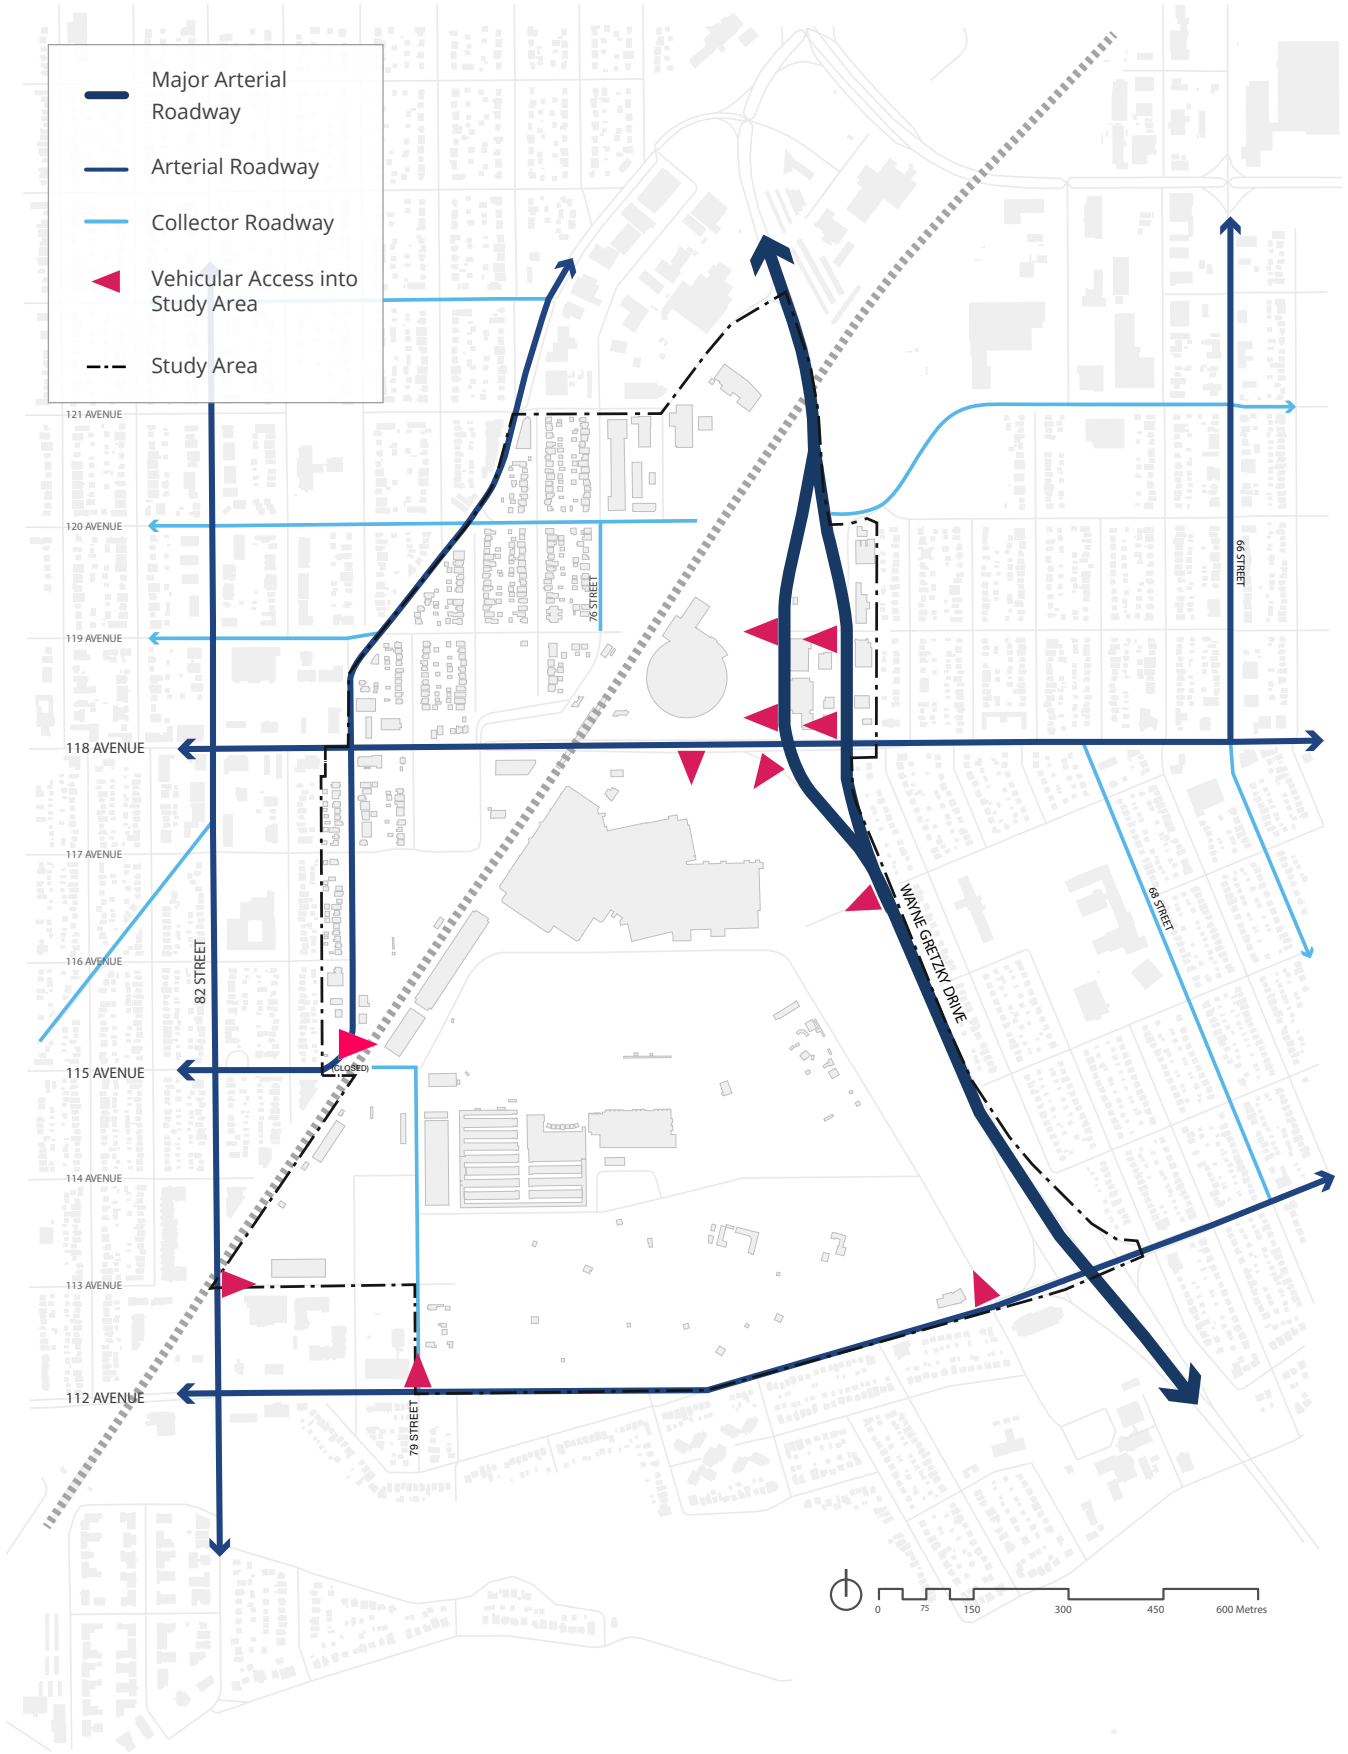 Major Arterial
Roadway
Arterial Roadway
Collector Roadway
Vehicular Access into
Study Area
Study Area
121 AVENUE
120 AVENUE
66 STREET
76 STREET
119 AVENUE
118 AVENUE
117 AVENUE
WAYNE GRETZKY DRIVE
68 STREET
82 STREET
116 AVENUE
115 AVENUE
(CLOSED)
114 AVENUE
113 AVENUE
112 AVENUE
79 STREET
0 75 150 300 450 600 Metres